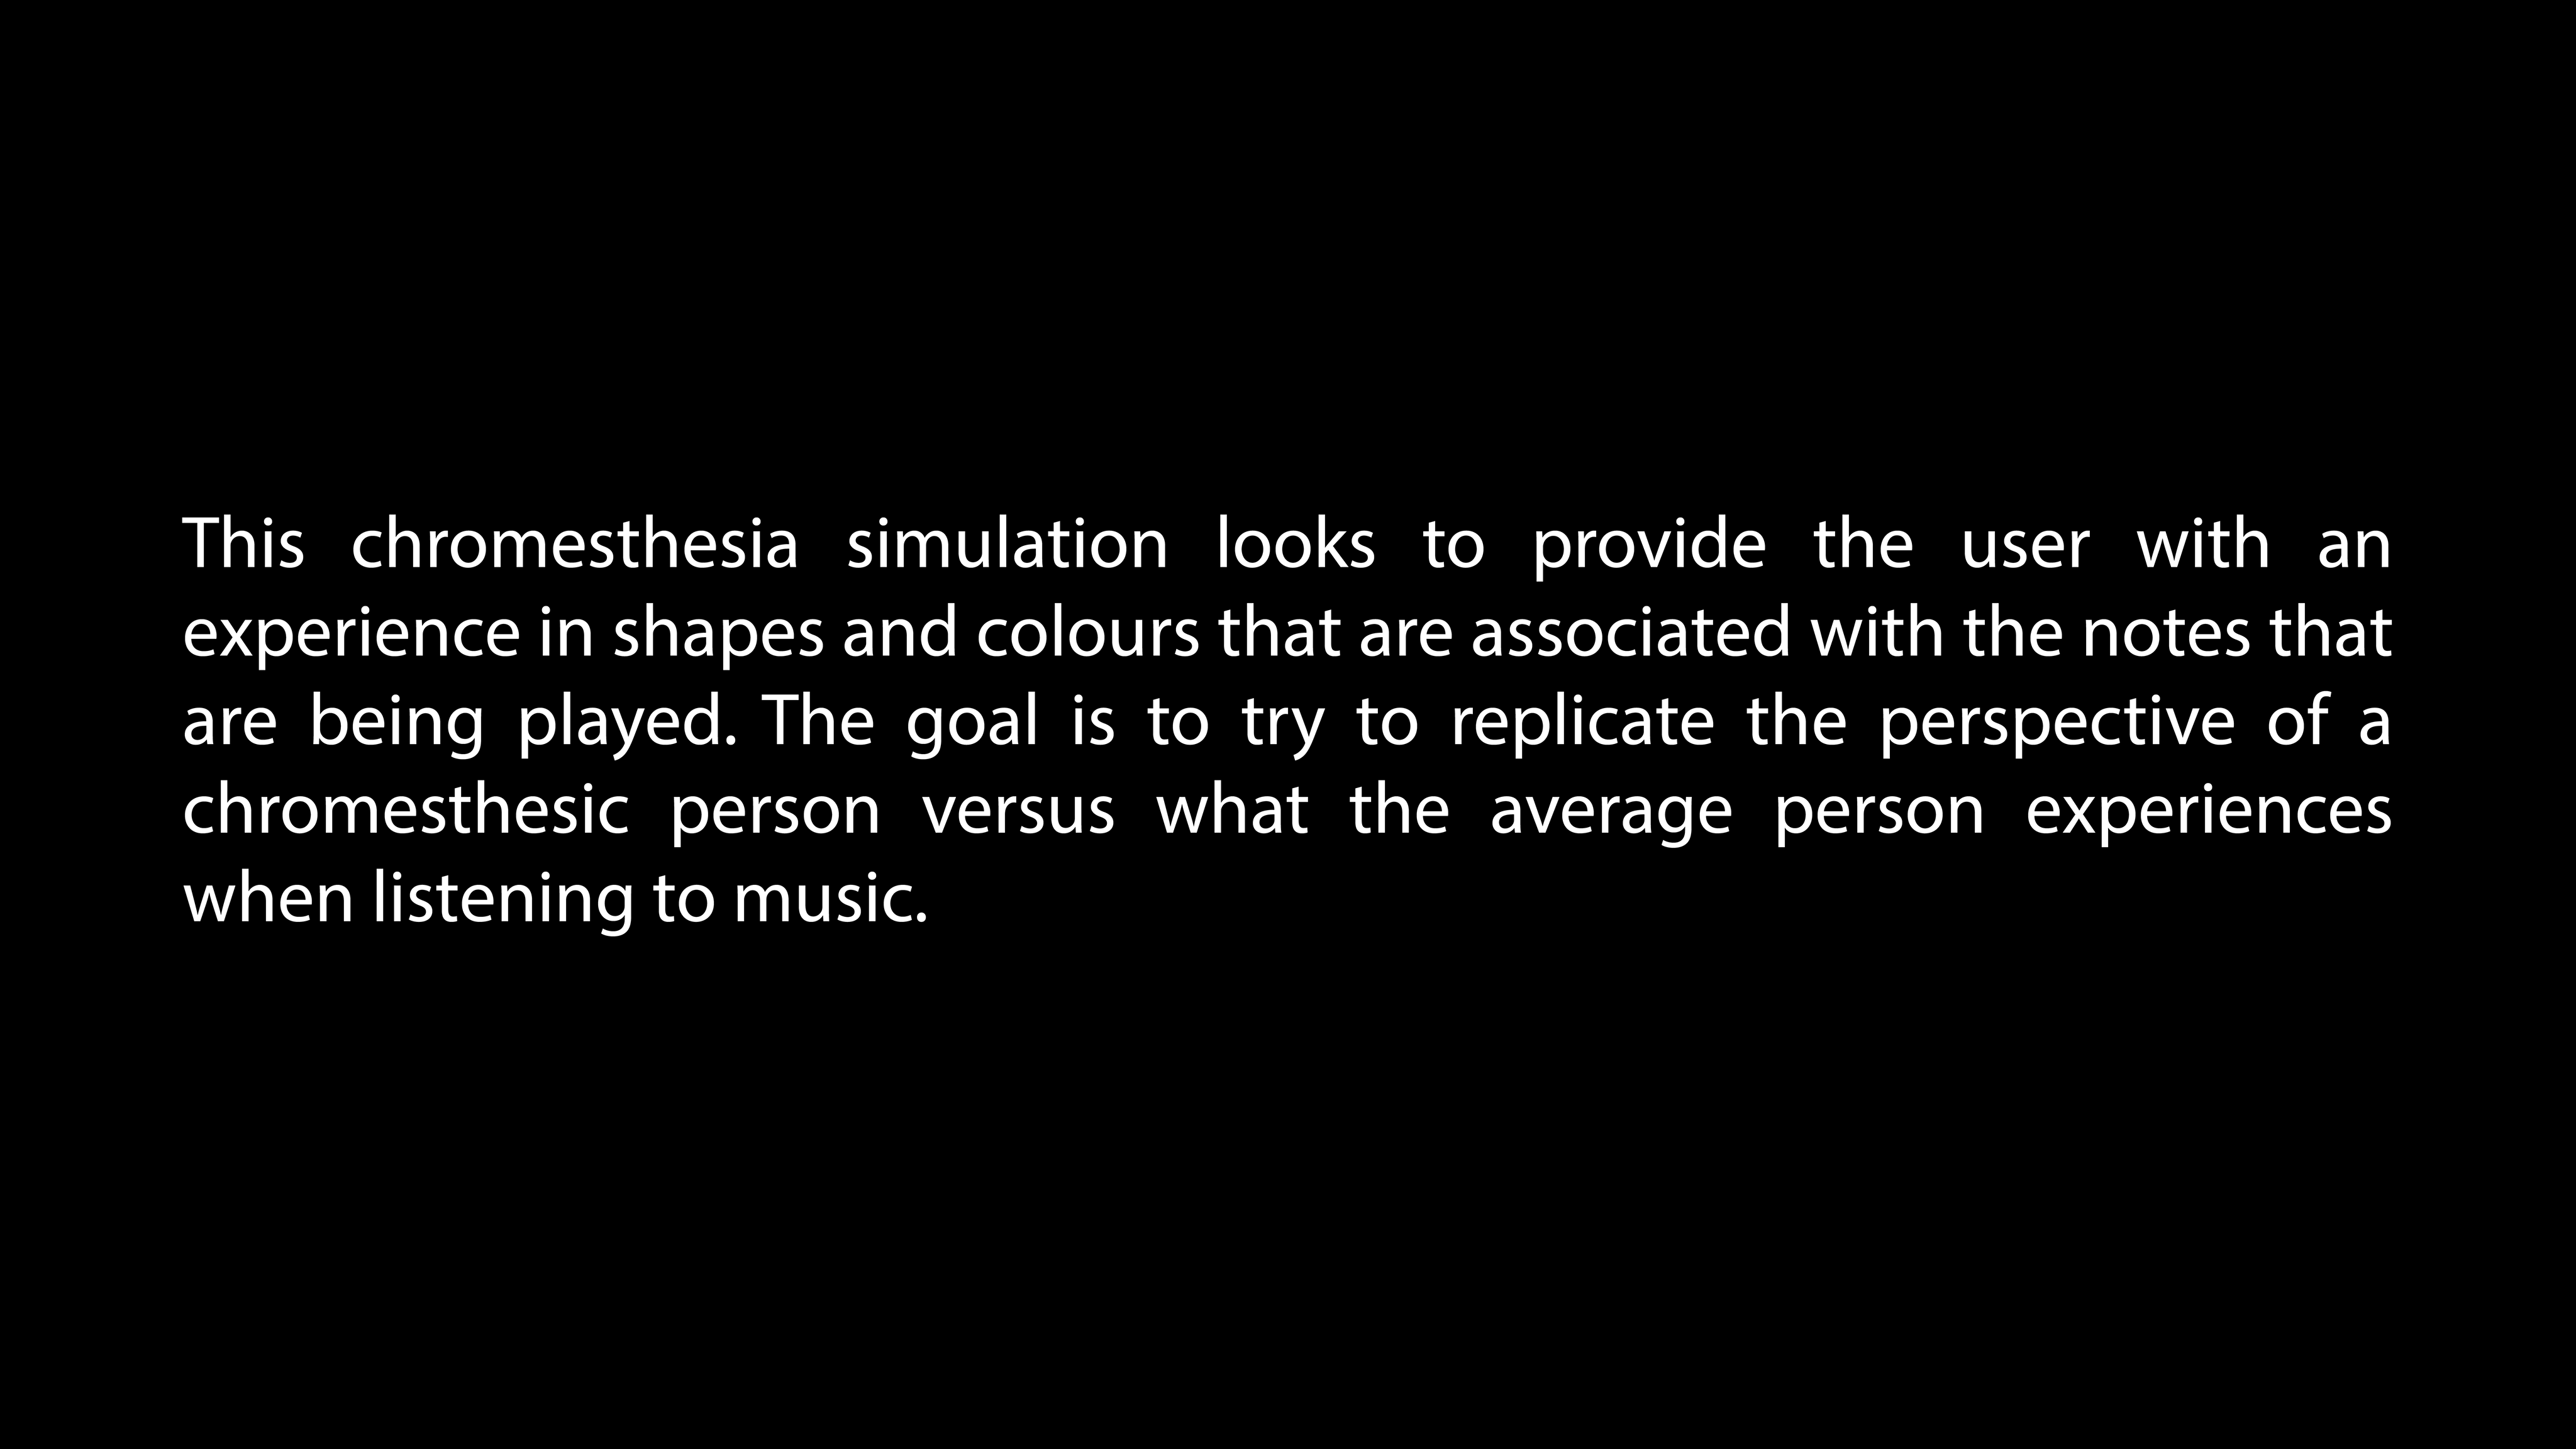 This chromesthesia simulation looks to provide the user with an
experience in shapes and colours that are associated with the notes that
are being played. The goal is to try to replicate the perspective of a
chromesthesic person versus what the average person experiences
when listening to music.